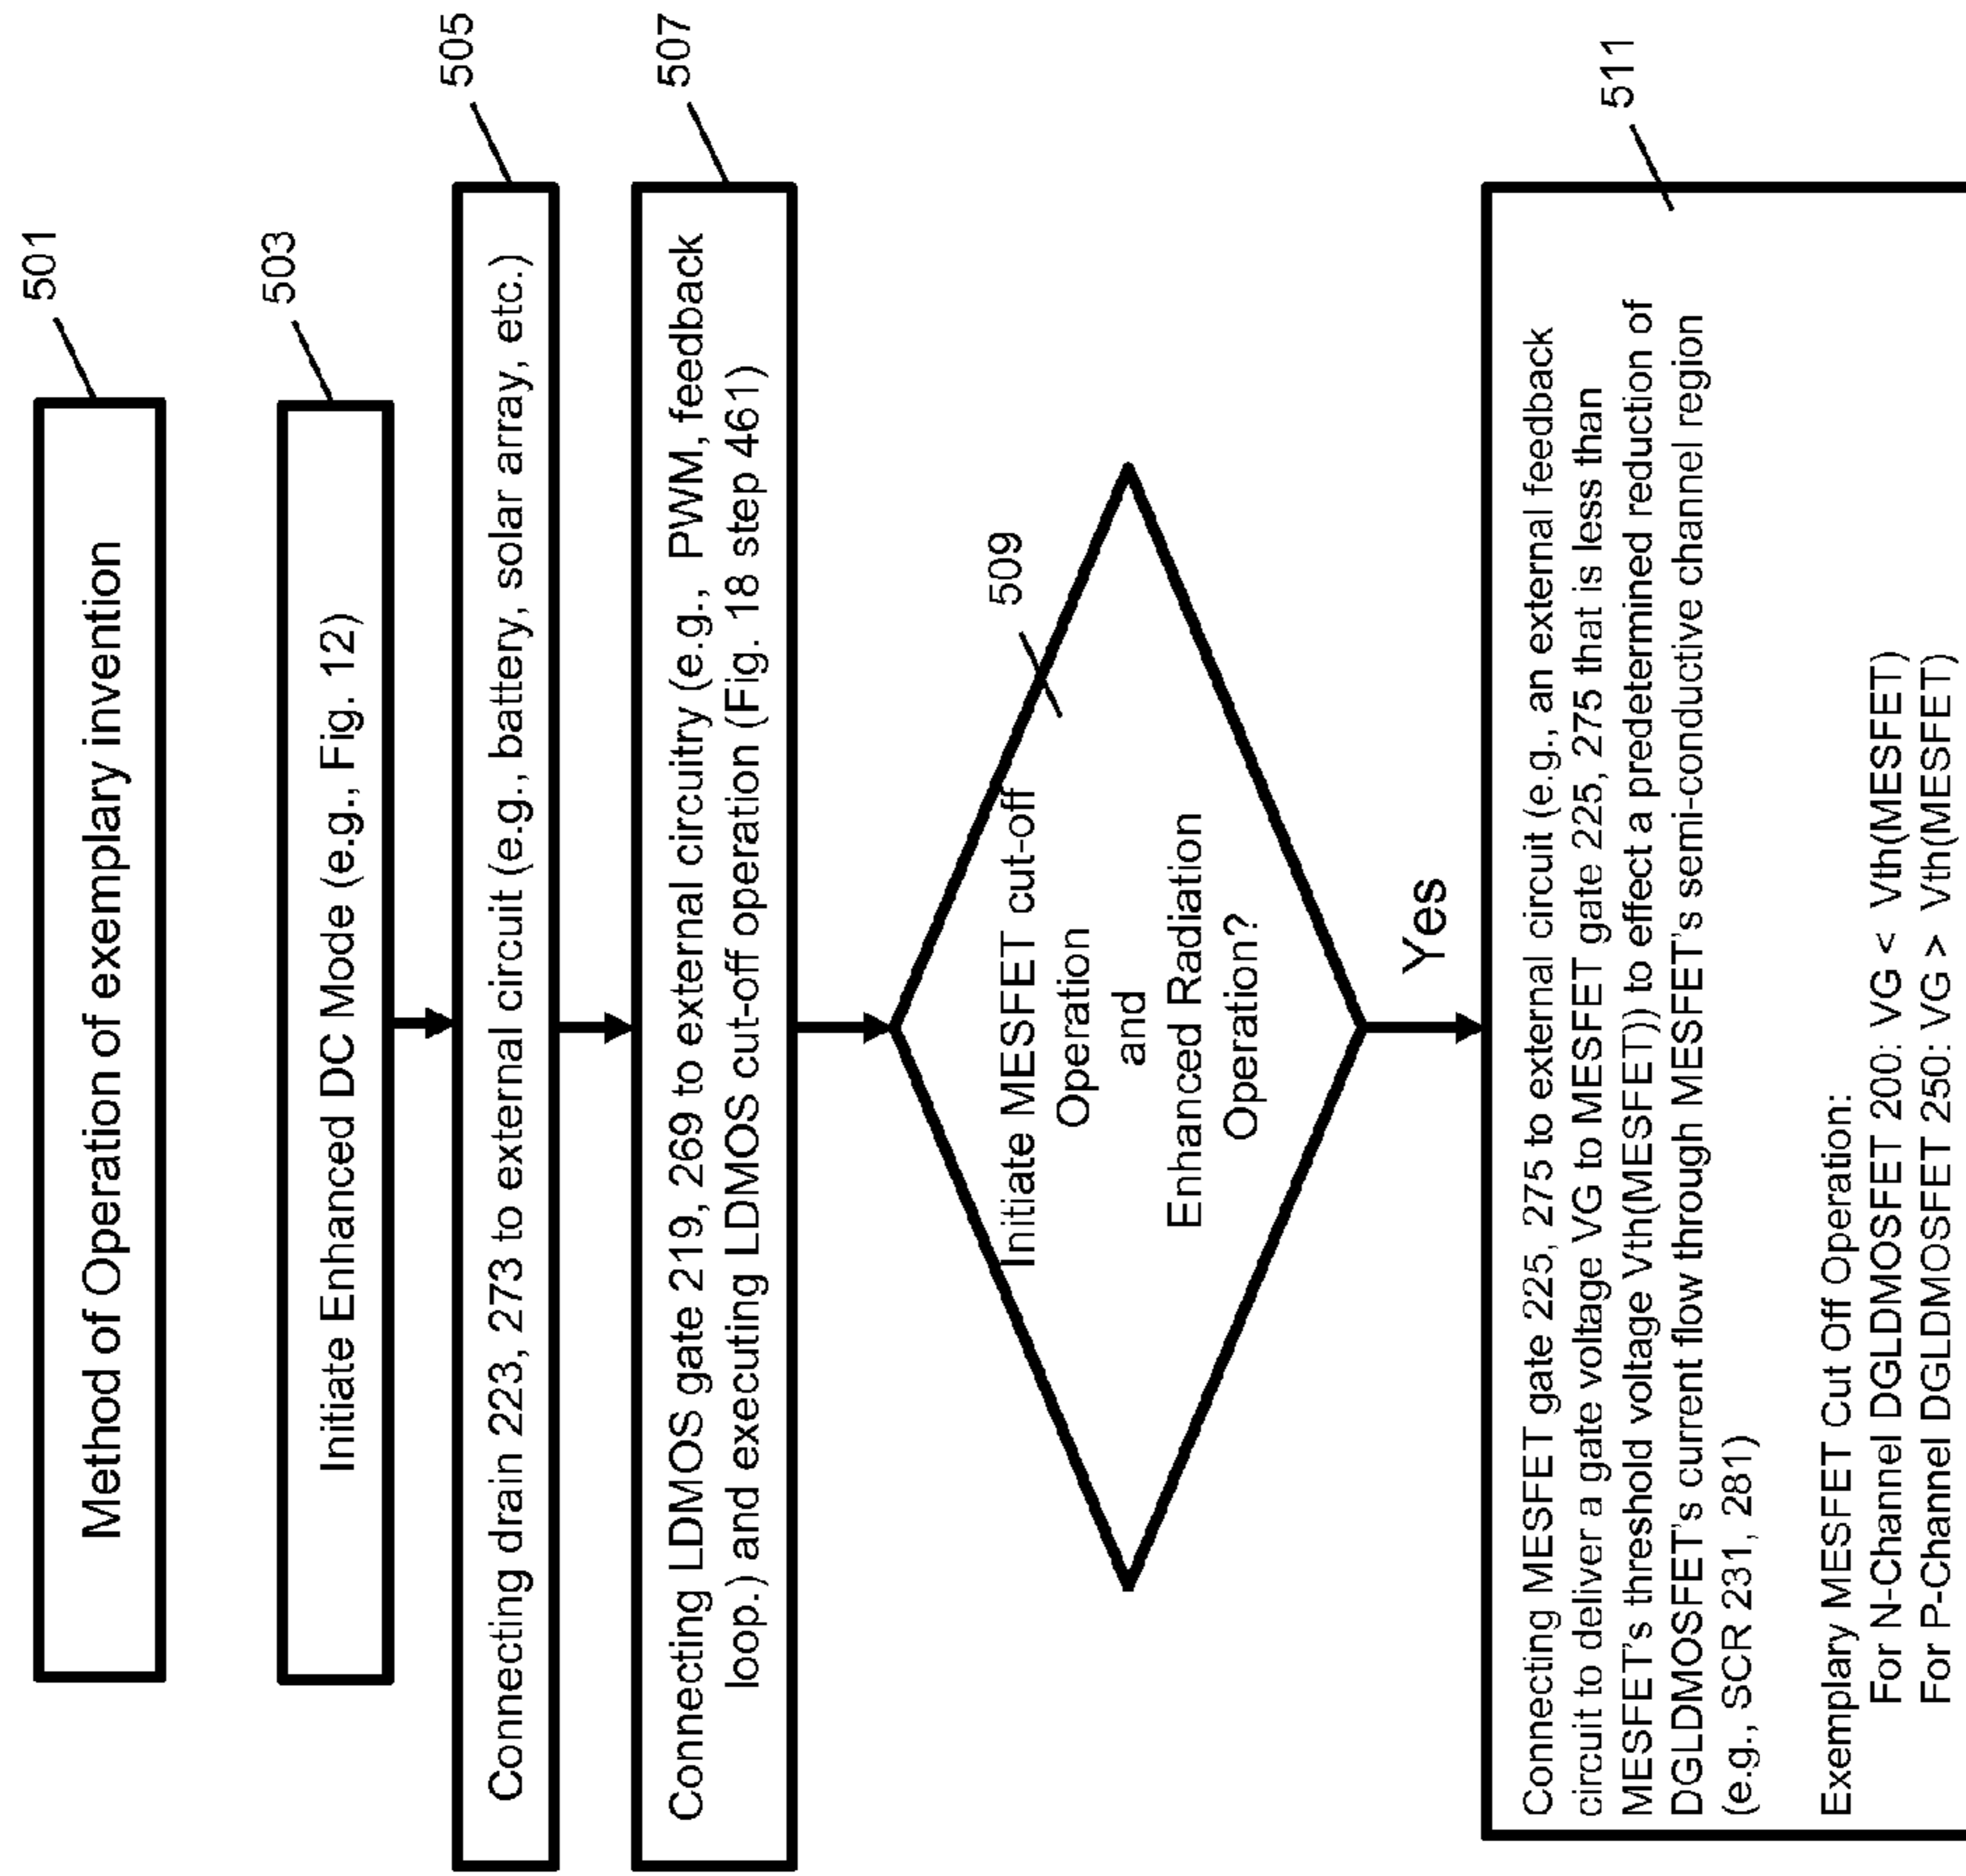 501
Method of Operation of exemplary invention
503
Initiate Enhanced DC Mode (e.g., Fig. 12)
505
Connecting drain 223, 273 to external circuit (e.g., battery, solar array, etc.)
507
Connecting LDMOS gate 219, 269 to external circuitry (e.g., PWM, feedback
loop.) and executing LDMOS cut-off operation (Fig. 18 step 461)
509
Initiate MESFET cut-off
Operation
and
Enhanced Radiation
Operation?
Yes
511
Connecting MESFET gate 225, 275 to external circuit (e.g., an external feedback
circuit to deliver a gate voltage VG to MESFET gate 225, 275 that is less than
MESFET's threshold voltage Vth(MESFET)) to effect a predetermined reduction of
DGLDMOSFET's current flow through MESFET's semi-conductive channel region
(e.g., SCR 231, 281)
Exemplary MESFET Cut Off Operation:
For N-Channel DGLDMOSFET 200: VG < Vth(MESFET)
For P-Channel DGLDMOSFET 250: VG > Vth(MESFET)